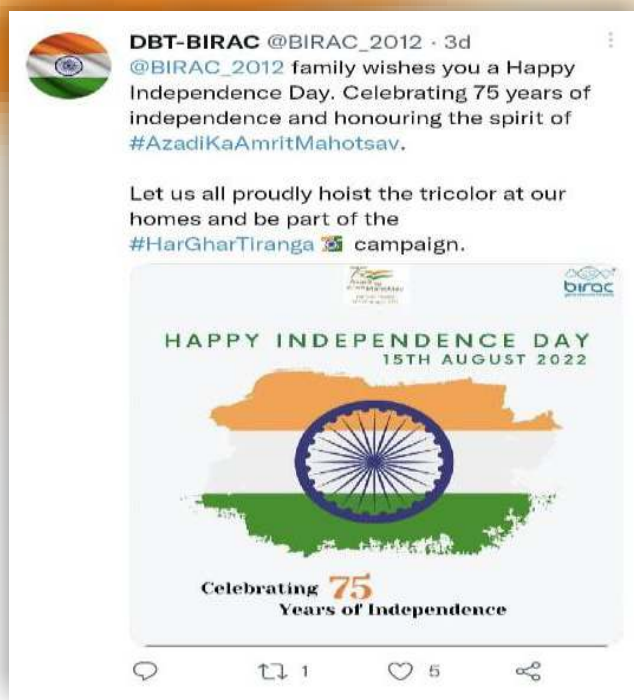 DBT-BIRAC @BIRAC_2012 · 3d
@BIRAC_2012 family wishes you a Happy
Independence Day. Celebrating 75 years of
independence and honouring the spirit of
#AzadiKaAmritMahotsav.
Let us all proudly hoist the tricolor at our
homes and be part of the
#HarGharTiranga campaign.
birac
HAPPY INDEPENDENCE DAY
15TH AUGUST 2022
Celebrating 75
Years of Independence
1
5